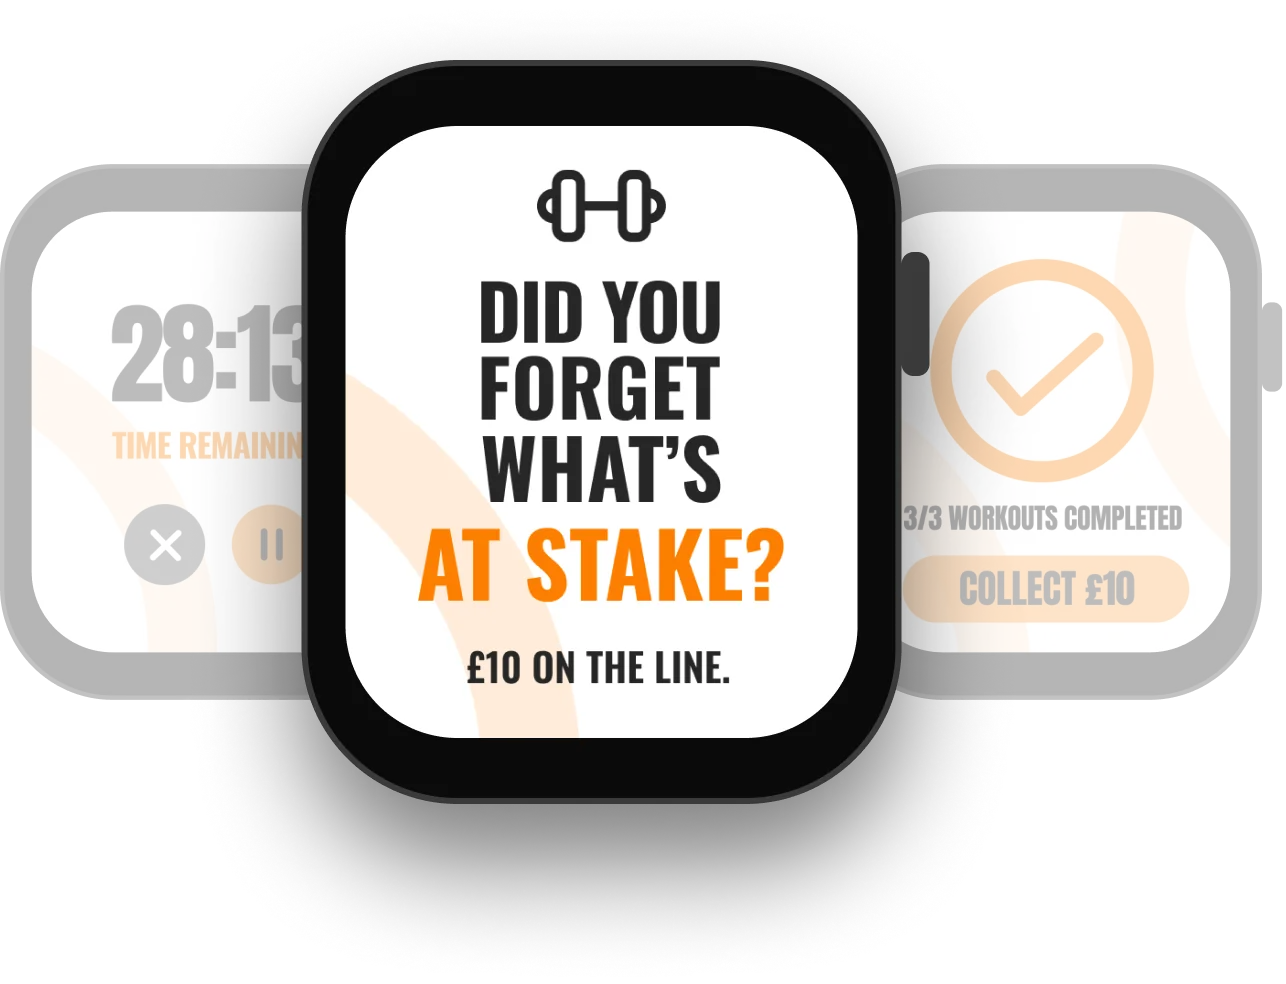 28:13
TIME REMAININ
DID YOU
FORGET
WHAT’S
AT STAKE?
£10 ON THE LINE.
3/3 WORKOUTS COMPLETED
COLLECT £10